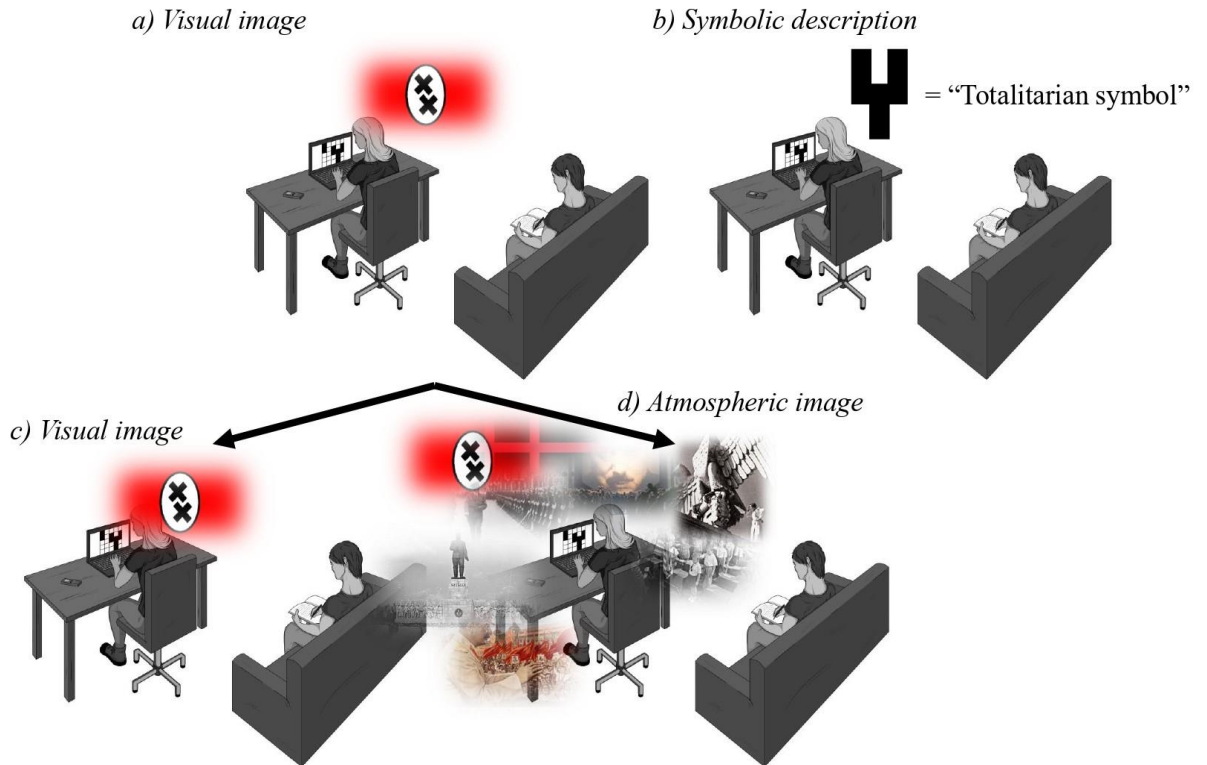 a) Visual image
b) Symbolic description
= “Totalitarian symbol”
d) Atmospheric image
c) Visual image